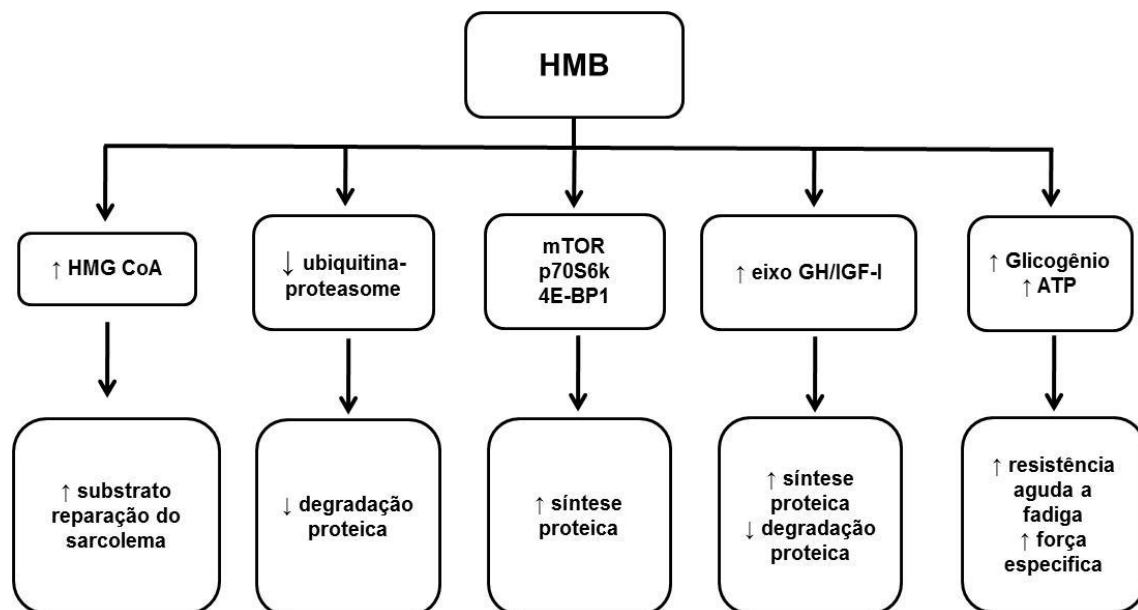 HMB
↑ HMG CoA
↓ ubiquitina-
proteasome
mTOR
p70S6k
4E-BP1
↑ eixo GH/IGF-I
↑ Glicogênio
↑ ATP
↑ substrato
reparação do
sarcolema
↓ degradação
proteica
↑ síntese
proteica
↑ síntese
proteica
↓ degradação
proteica
↑ resistência
aguda a
fadiga
↑ força
especifica